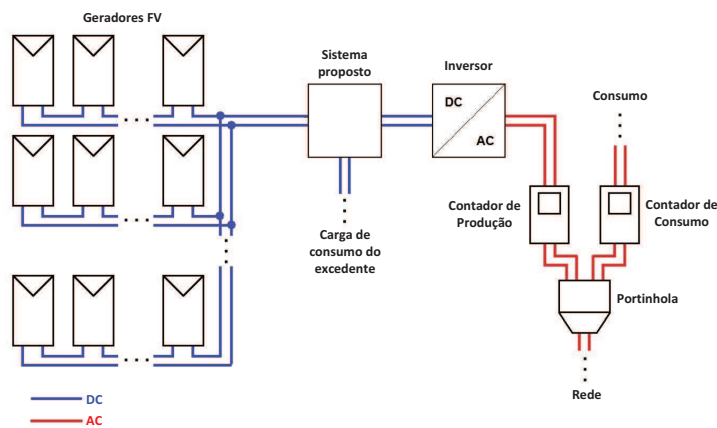 Geradores FV
Sistema
proposto
Inversor
DC
AC
Consumo
Contador de
Produção
Contador de
Consumo
Carga de
consumo do
excedente
Portinhola
Rede
DC
AC